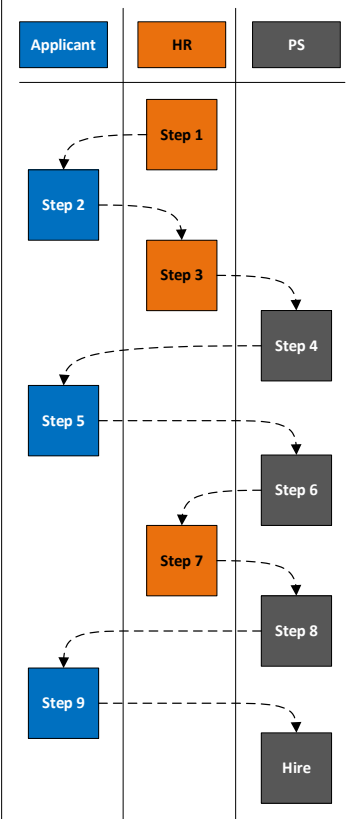 Applicant
HR
PS
Step 1
Step 2
Step 3
Step 4
Step 5
Step 6
Step 7
Step 8
Step 9
Hire